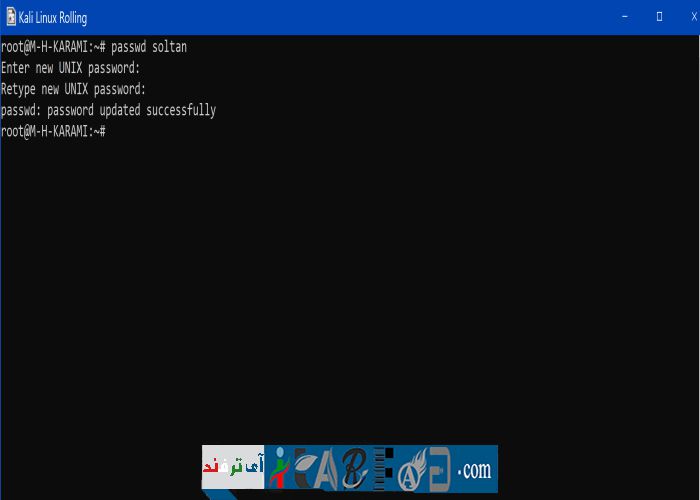 Kali Linux Rolling
root@M-H-KARAMI:~# passwd soltan
Enter new UNIX password:
Retype new UNIX password:
passwd: password updated successfully
root@M-H-KARAMI:~#
آی ترفند
.com